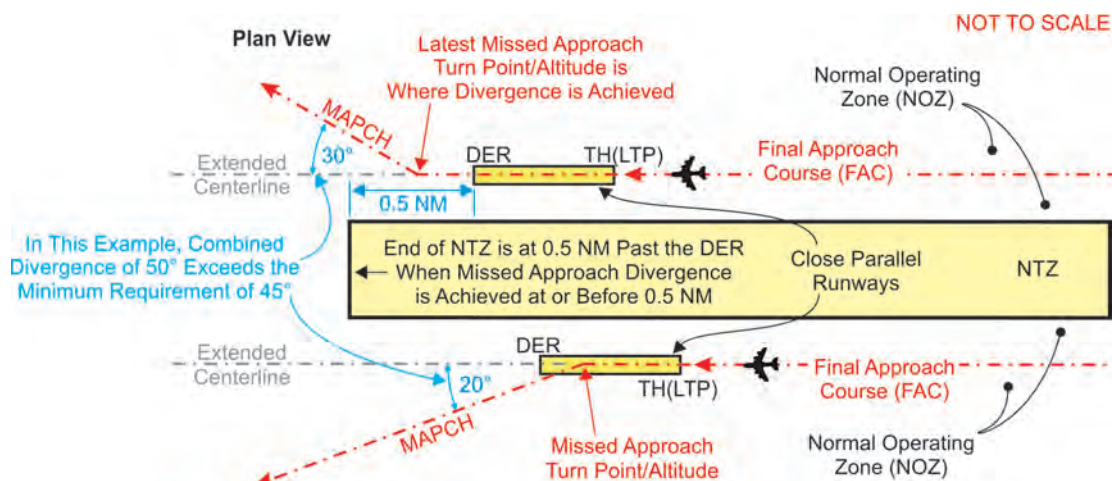 NOT TO SCALE
Plan View
Latest Missed Approach
Turn Point/Altitude is
Where Divergence is Achieved
Normal Operating
Zone (NOZ)
MAPCH
30°
DER
TH(LTP)
Final Approach
Course (FAC)
Extended
Centerline
0.5 NM
In This Example, Combined
Divergence of 50° Exceeds the
Minimum Requirement of 45°
End of NTZ is at 0.5 NM Past the DER
When Missed Approach Divergence
is Achieved at or Before 0.5 NM
Close Parallel
Runways
NTZ
Extended
Centerline
DER
20°
TH(LTP)
Final Approach
Course (FAC)
MAPCH
Missed Approach
Turn Point/Altitude
Normal Operating
Zone (NOZ)